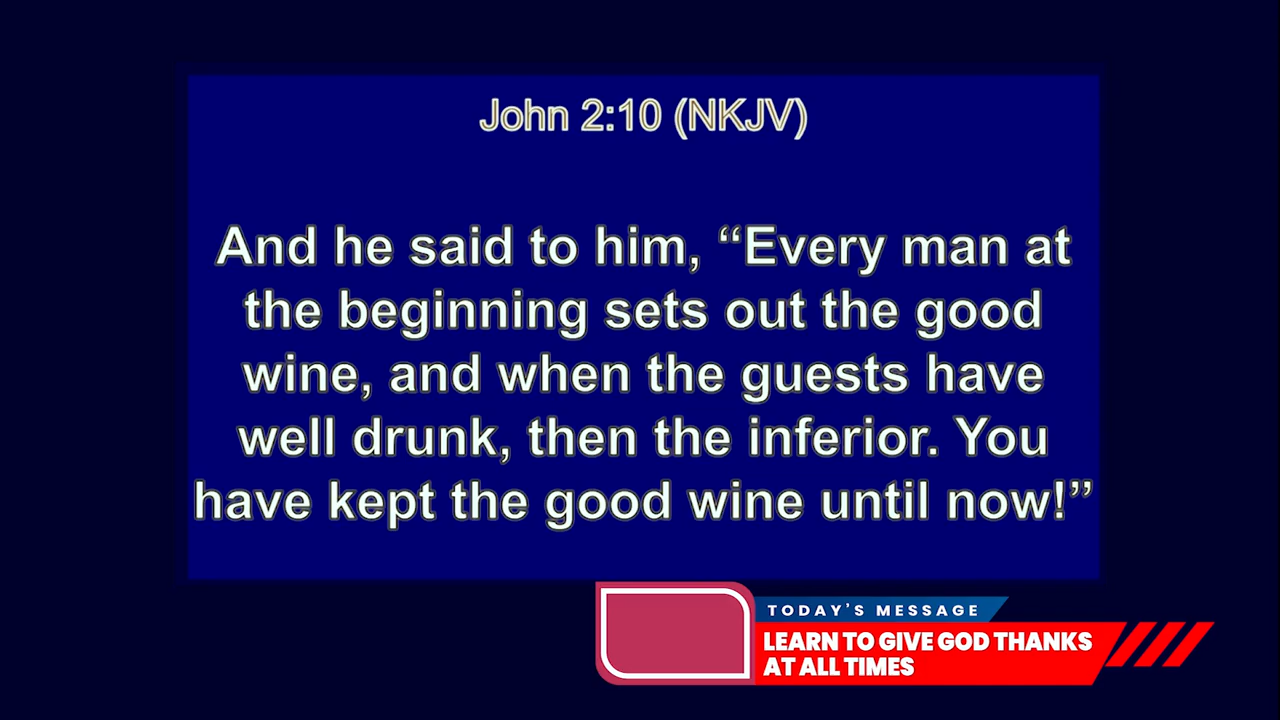 John 2:10 (NKJV)
And he said to him, “Every man at
the beginning sets out the good
wine, and when the guests have
well drunk, then the inferior. You
have kept the good wine until now!”
TODAY’S MESSAGE
LEARN TO GIVE GOD THANKS
AT ALL TIMES